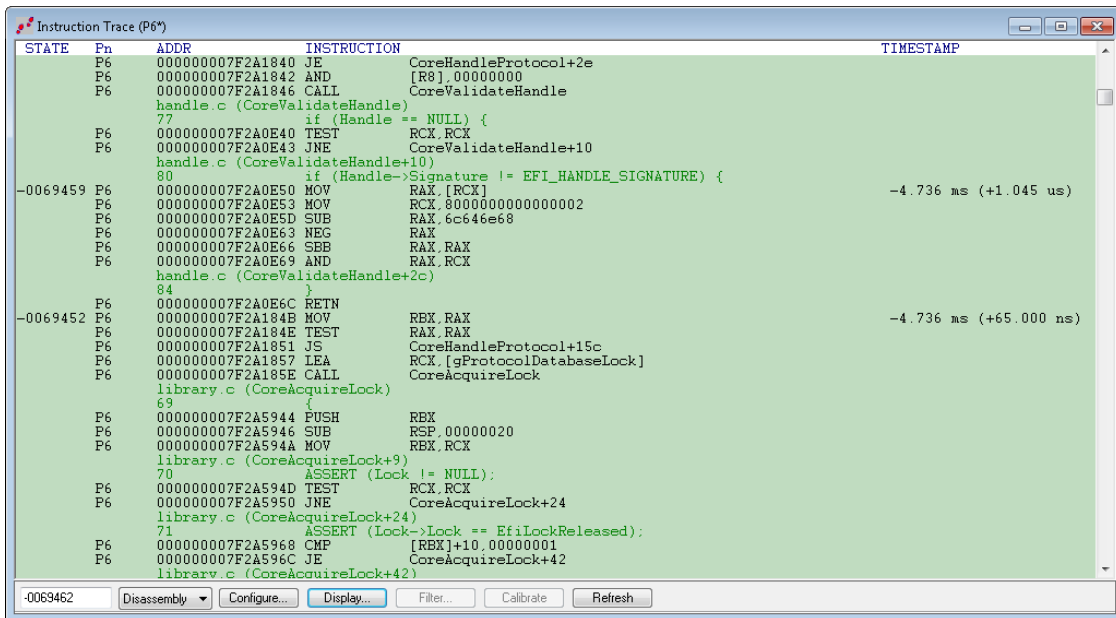 Instruction Trace (P6*)
STATE Pn ADDR INSTRUCTION TIMESTAMP
P6 000000007F2A1840 JE CoreHandleProtocol+2e
P6 000000007F2A1842 AND [R8],00000000
P6 000000007F2A1846 CALL CoreValidateHandle
handle.c (CoreValidateHandle)
77 if (Handle == NULL) {
P6 000000007F2A0E40 TEST RCX,RCX
P6 000000007F2A0E43 JNE CoreValidateHandle+10
handle.c (CoreValidateHandle+10)
80 if (Handle->Signature != EFI_HANDLE_SIGNATURE) {
-0069459 P6 000000007F2A0E50 MOV RAX,[RCX] -4.736 ms (+1.045 us)
P6 000000007F2A0E53 MOV RCX,8000000000000002
P6 000000007F2A0E5D SUB RAX,6c646e68
P6 000000007F2A0E63 NEG RAX
P6 000000007F2A0E66 SBB RAX,RAX
P6 000000007F2A0E69 AND RAX,RCX
handle.c (CoreValidateHandle+2c)
84 }
P6 000000007F2A0E6C RETN
-0069452 P6 000000007F2A184B MOV RBX,RAX -4.736 ms (+65.000 ns)
P6 000000007F2A184E TEST RAX,RAX
P6 000000007F2A1851 JS CoreHandleProtocol+15c
P6 000000007F2A1857 LEA RCX,[gProtocolDatabaseLock]
P6 000000007F2A185E CALL CoreAcquireLock
library.c (CoreAcquireLock)
69 {
P6 000000007F2A5944 PUSH RBX
P6 000000007F2A5946 SUB RSP,00000020
P6 000000007F2A594A MOV RBX,RCX
library.c (CoreAcquireLock+9)
70 ASSERT (Lock != NULL);
P6 000000007F2A594D TEST RCX,RCX
P6 000000007F2A5950 JNE CoreAcquireLock+24
library.c (CoreAcquireLock+24)
71 ASSERT (Lock->Lock == EfiLockReleased);
P6 000000007F2A5968 CMP [RBX]+10,00000001
P6 000000007F2A596C JE CoreAcquireLock+42
library.c (CoreAcquireLock+42)
-0069462 Disassembly Configure... Display... Filter... Calibrate Refresh